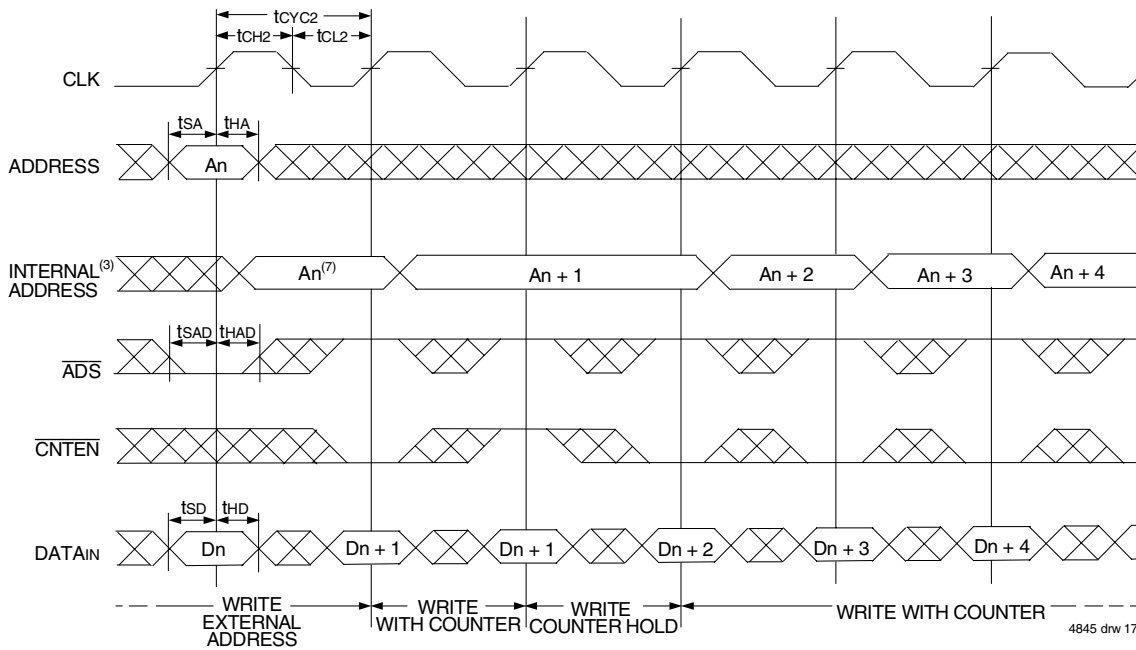 tCYC2
tCH2 tCL2
CLK
tSA tHA
ADDRESS An
INTERNAL(3)
ADDRESS
An(7) An + 1 An + 2 An + 3 An + 4
tSAD tHAD
ADS
CNTEN
tSD tHD
DATAIN Dn Dn + 1 Dn + 1 Dn + 2 Dn + 3 Dn + 4
WRITE
EXTERNAL
ADDRESS
WRITE
WITH COUNTER
WRITE
COUNTER HOLD
WRITE WITH COUNTER
4845 drw 17